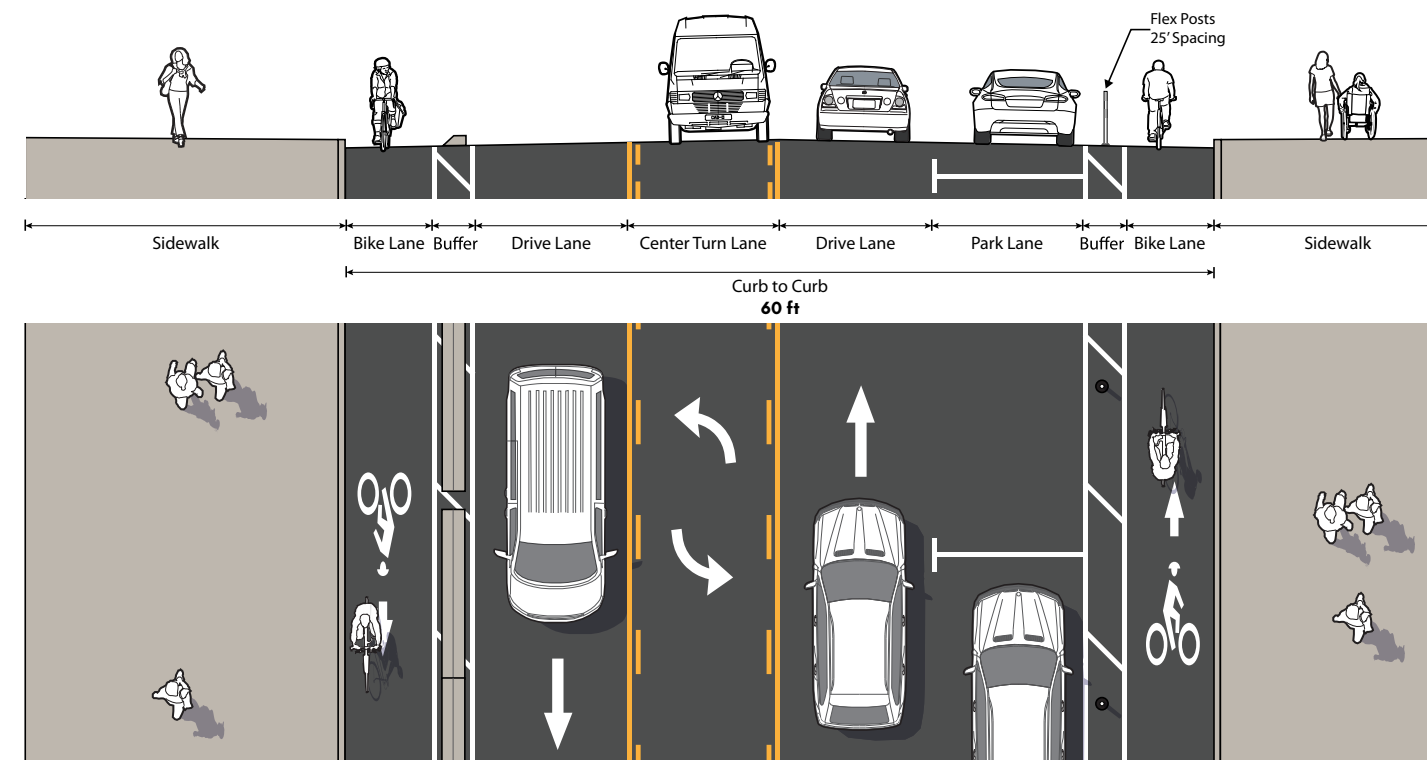 Flex Posts
25' Spacing
Sidewalk
Bike Lane
Buffer
Drive Lane
Center Turn Lane
Drive Lane
Park Lane
Buffer
Bike Lane
Sidewalk
Curb to Curb
60 ft